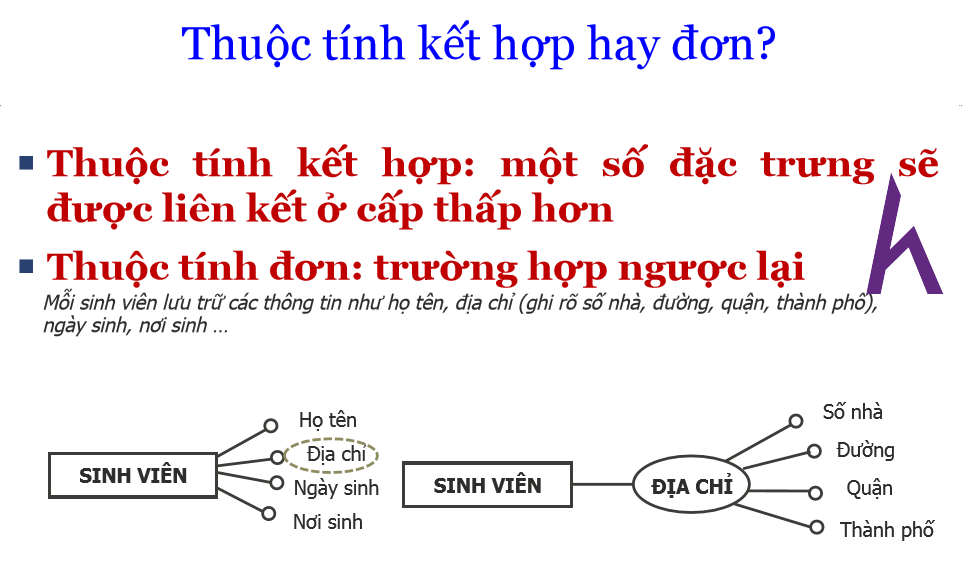 Thuộc tính kết hợp hay đơn?
Thuộc tính kết hợp: một số đặc trưng sẽ
được liên kết ở cấp thấp hơn
Thuộc tính đơn: trường hợp ngược lại
Mỗi sinh viên lưu trữ các thông tin như họ tên, địa chỉ (ghi rõ số nhà, đường, quận, thành phố),
ngày sinh, nơi sinh ...
SINH VIÊN
Họ tên
Địa chỉ
Ngày sinh
Nơi sinh
SINH VIÊN
ĐỊA CHỈ
Số nhà
Đường
Quận
Thành phố